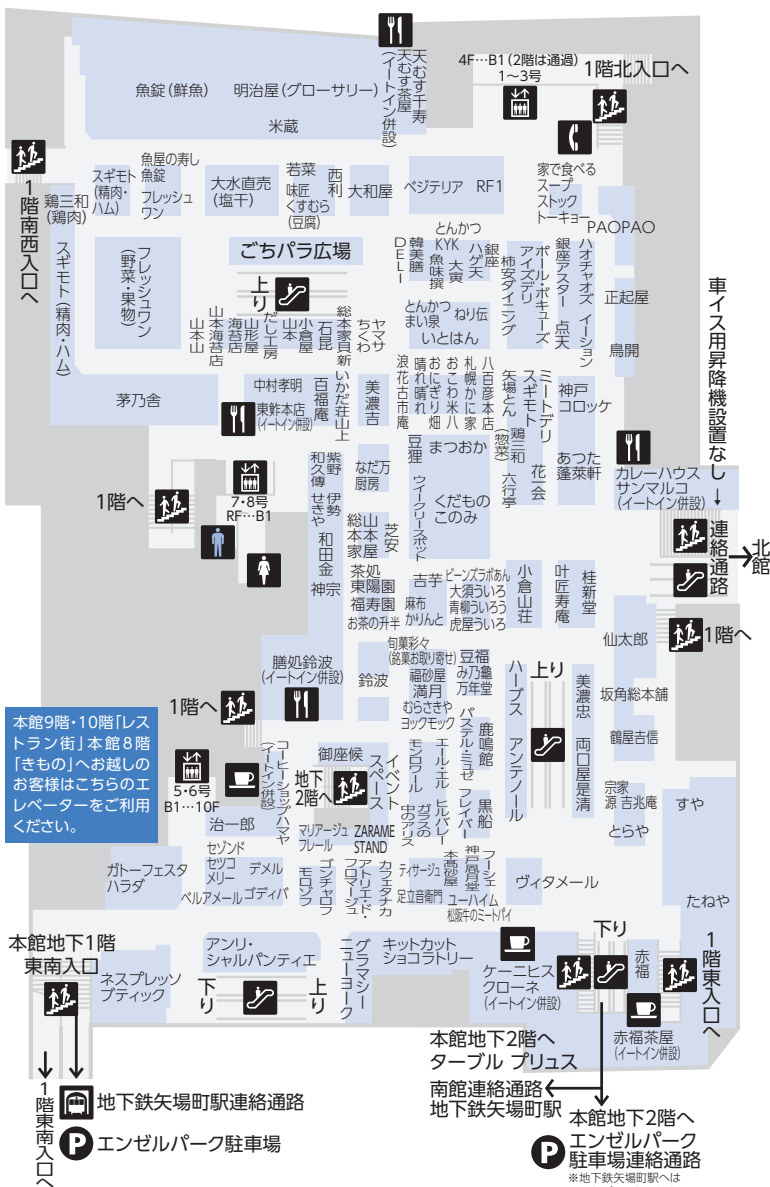 天むす千寿
天むす茶屋
(イートイン併設)
4F…B1(2階は通過)
1〜3号
1階北入口へ
魚錠(鮮魚)
明治屋(グローサリー)
米蔵
1階南西入口へ
鶏三和
(鶏肉)
スギモト
(精肉・
ハム)
魚屋の寿し
魚錠
フレッシュ
ワン
大水直売
(塩干)
若菜
味匠
くすむら
(豆腐)
西利
大和屋
ベジテリア
RF1
家で食べる
スープ
ストック
トーキョー
PAOPAO
スギモト(精肉・ハム)
フレッシュワン
(野菜・果物)
ごちパラ広場
上り
韓美膳
DELI
とんかつ
KYK
魚味撰
大寅
銀座
ハゲ天
ポール・ボキューズ
アイズデリ
柿安ダイニング
ハオチャオズ イーション
銀座アスター 点天
正起屋
鳥開
車イス用昇降機設置なし
山本山
山本海苔店
山形屋
海苔店
だし工房
山本
小倉屋
石昆
総本家貝新
ヤマサ
ちくわ
とんかつ
まい泉
ねり伝
いとはん
茅乃舎
中村孝明
東鮓本店
(イートイン併設)
百福庵
いかだ荘山上
美濃吉
浪花古市庵
晴れ晴れ
おにぎり畑
おこわ米八
札幌かに家
八百彦本店
矢場とん
ミートデリ
スギモト
鶏三和
(惣菜)
神戸
コロッケ
あつた
蓬萊軒
カレーハウス
サンマルコ
(イートイン併設)
7・8号
RF…B1
1階へ
紫野
和久傳
伊勢
せきや
和田金
神宗
なだ万
厨房
豆狸
まつおか
ウイークリースポット
くだもの
このみ
花一会
六行亭
連絡通路
北館
山本屋
総本家
芝安
茶処
東陽園
福寿園
お茶の升半
吉芋
麻布
かりんと
ビーンズラボあん
大須ういろ
青柳ういろう
虎屋ういろ
小倉山荘
叶匠寿庵
桂新堂
1階へ
仙太郎
膳処鈴波
(イートイン併設)
鈴波
旬菓彩々
(銘菓お取り寄せ)
福砂屋
満月
むらさきや
ヨックモック
豆福
み乃龜
万年堂
ハーブス
アンテノール
上り
美濃忠
両口屋是清
坂角総本舗
鶴屋吉信
1階へ
本館9階・10階「レス
トラン街」本館8階
「きもの」へお越しの
お客様はこちらのエ
レベーターをご利用
ください。
5・6号
B1…10F
コーヒーショップハマヤ
(イートイン併設)
御座候
地下
2階へ
イベント
スペース
モンロワール
エール・エル
ヒルバレー
ガラスの
中のアリス
パステル・ミュゼ
フレイバー
鹿鳴館
黒船
宗家
源 吉兆庵
すや
とらや
治一郎
マリアージュ
フレール
ZARAME
STAND
ガトーフェスタ
ハラダ
セゾンド
セツコ
メリー
デメル
ベルアメール
ゴディバ
モロゾフ
ゴンチャロフ
アトリエ・ド・
フロマージュ
カフェタナカ
ティサージュ
足立音衛門
本髙砂屋
神戸風月堂
フーシェ
ユーハイム
松阪牛のミートパイ
ヴィタメール
たねや
本館地下1階
東南入口
ネスプレッソ
ブティック
アンリ・
シャルパンティエ
下り
上り
グラマシー
ニューヨーク
キットカット
ショコラトリー
ケーニヒス
クローネ
(イートイン併設)
下り
赤福
1階東入口へ
赤福茶屋
(イートイン併設)
本館地下2階へ
ターブル プリュス
南館連絡通路
地下鉄矢場町駅
1階東南入口へ
地下鉄矢場町駅連絡通路
P エンゼルパーク駐車場
本館地下2階へ
P エンゼルパーク
駐車場連絡通路
※地下鉄矢場町駅へは